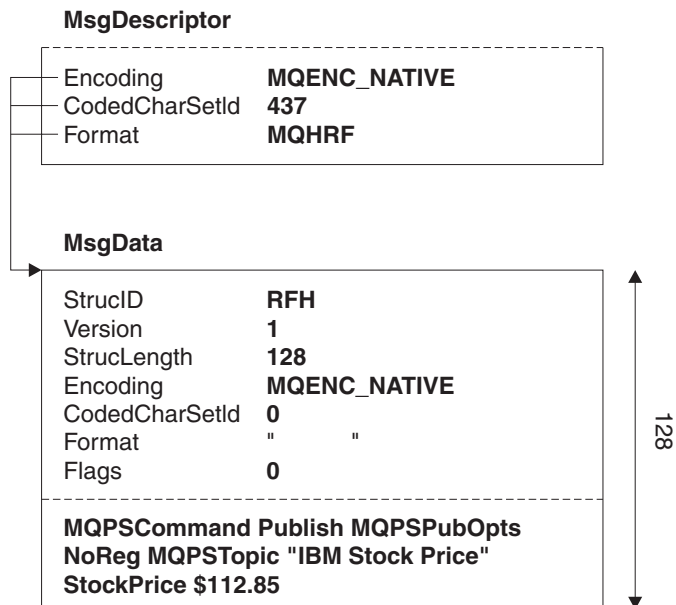 MsgDescriptor
Encoding MQENC_NATIVE
CodedCharSetId 437
Format MQHRF
MsgData
StrucID RFH
Version 1
StrucLength 128
Encoding MQENC_NATIVE
CodedCharSetId 0
Format " "
Flags 0
128
MQPSCommand Publish MQPSPubOpts
NoReg MQPSTopic "IBM Stock Price"
StockPrice $112.85